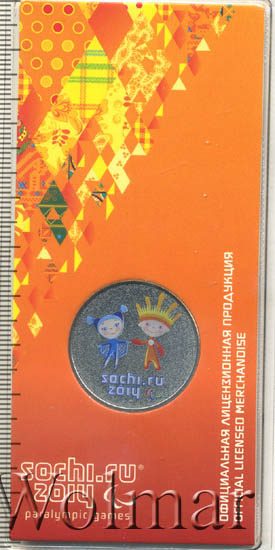 sochi.ru
2014
ОФИЦИАЛЬНАЯ ЛИЦЕНЗИОННАЯ ПРОДУКЦИЯ
OFFICIAL LICENSED MERCHANDISE
sochi.ru®
2014
paralympic games
Wolmar